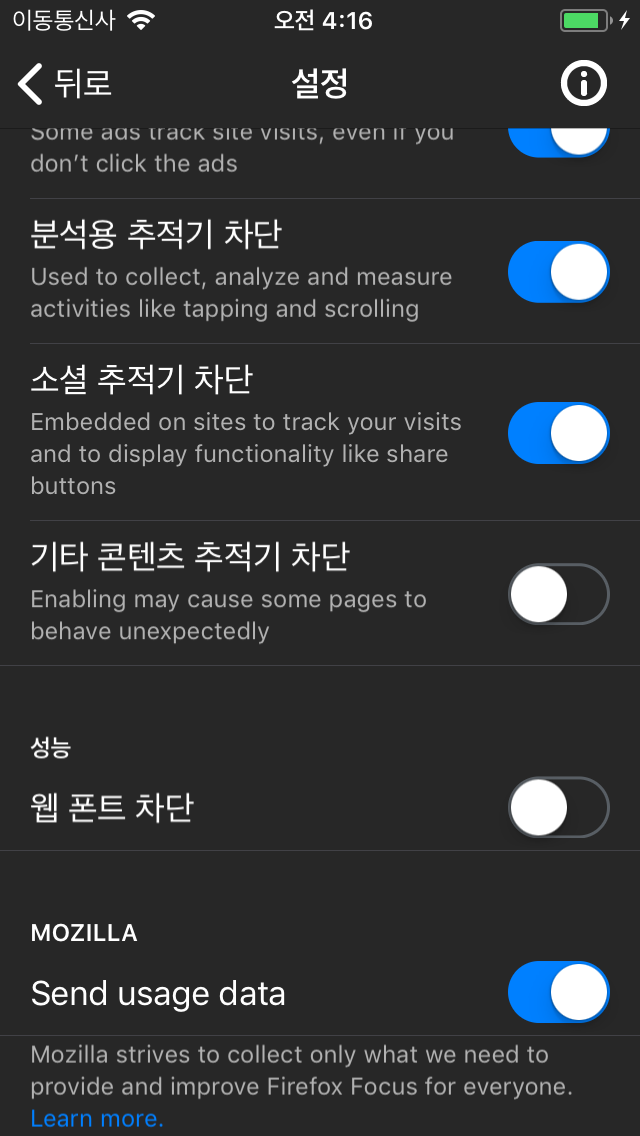 이동통신사 오전 4:16
뒤로 설정
Some ads track site visits, even if you
don’t click the ads
분석용 추적기 차단
Used to collect, analyze and measure
activities like tapping and scrolling
소셜 추적기 차단
Embedded on sites to track your visits
and to display functionality like share
buttons
기타 콘텐츠 추적기 차단
Enabling may cause some pages to
behave unexpectedly
성능
웹 폰트 차단
MOZILLA
Send usage data
Mozilla strives to collect only what we need to
provide and improve Firefox Focus for everyone.
Learn more.